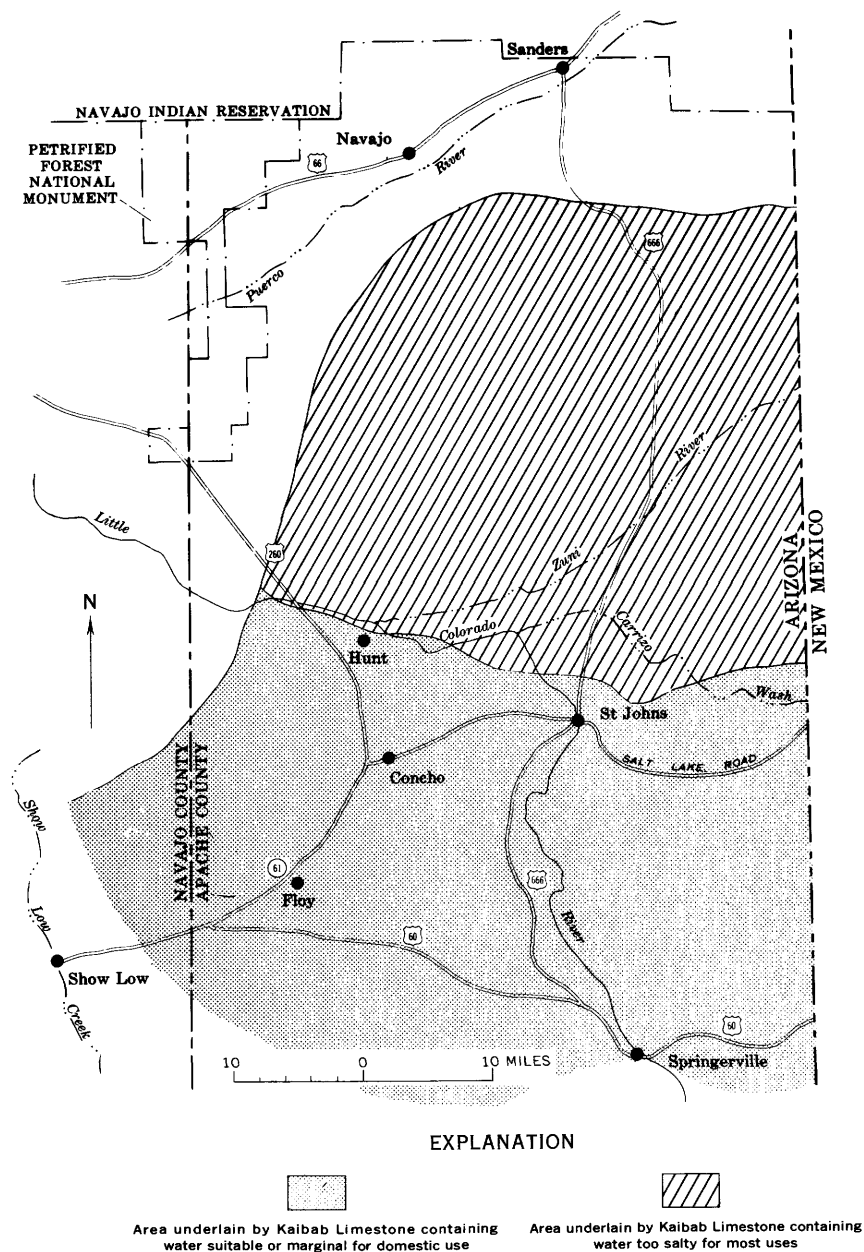 Sanders
NAVAJO INDIAN RESERVATION
PETRIFIED
FOREST
NATIONAL
MONUMENT
Navajo
66
River
Puerco
666
River
Zuni
Little
260
ARIZONA
NEW MEXICO
N
Hunt
Colorado
Carrizo
Wash
St Johns
SALT LAKE ROAD
Concho
NAVAJO COUNTY
APACHE COUNTY
Show
Low
Creek
61
Floy
666
River
60
Show Low
60
Springerville
10 0 10 MILES
EXPLANATION
Area underlain by Kaibab Limestone containing
water suitable or marginal for domestic use
Area underlain by Kaibab Limestone containing
water too salty for most uses